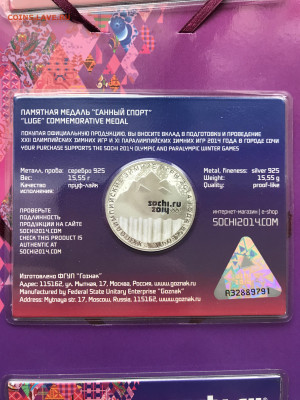 ПАМЯТНАЯ МЕДАЛЬ "САННЫЙ СПОРТ"
"LUGE" COMMEMORATIVE MEDAL
ПОКУПАЯ ОФИЦИАЛЬНУЮ ПРОДУКЦИЮ, ВЫ ВНОСИТЕ ВКЛАД В ПОДГОТОВКУ И ПРОВЕДЕНИЕ
XXII ОЛИМПИЙСКИХ ЗИМНИХ ИГР И XI ПАРАЛИМПИЙСКИХ ЗИМНИХ ИГР 2014 ГОДА В ГОРОДЕ СОЧИ
YOUR PURCHASE SUPPORTS THE SOCHI 2014 OLYMPIC AND PARALYMPIC WINTER GAMES
Металл, проба: серебро 925
Вес: 15,55 г
Качество исполнения: пруф-лайк
Metal, fineness: silver 925
Weight: 15,55 g
Quality: proof-like
ПРОВЕРЬТЕ
ПОДЛИННОСТЬ
ПРОДУКЦИИ НА САЙТЕ
CHECK THIS PRODUCT IS
AUTHENTIC AT
SOCHI2014.COM
sochi.ru
2014
ИНТЕРНЕТ-МАГАЗИН | E-SHOP
SOCHI2014.COM
Изготовлено ФГУП "Гознак"
Адрес: 115162, ул. Мытная, 17, Москва, Россия, www.goznak.ru
Manufactured by Federal State Unitary Enterprise "Goznak"
Address: Mytnaya str. 17, Moscow, Russia, 115162, www.goznak.ru
A32889791